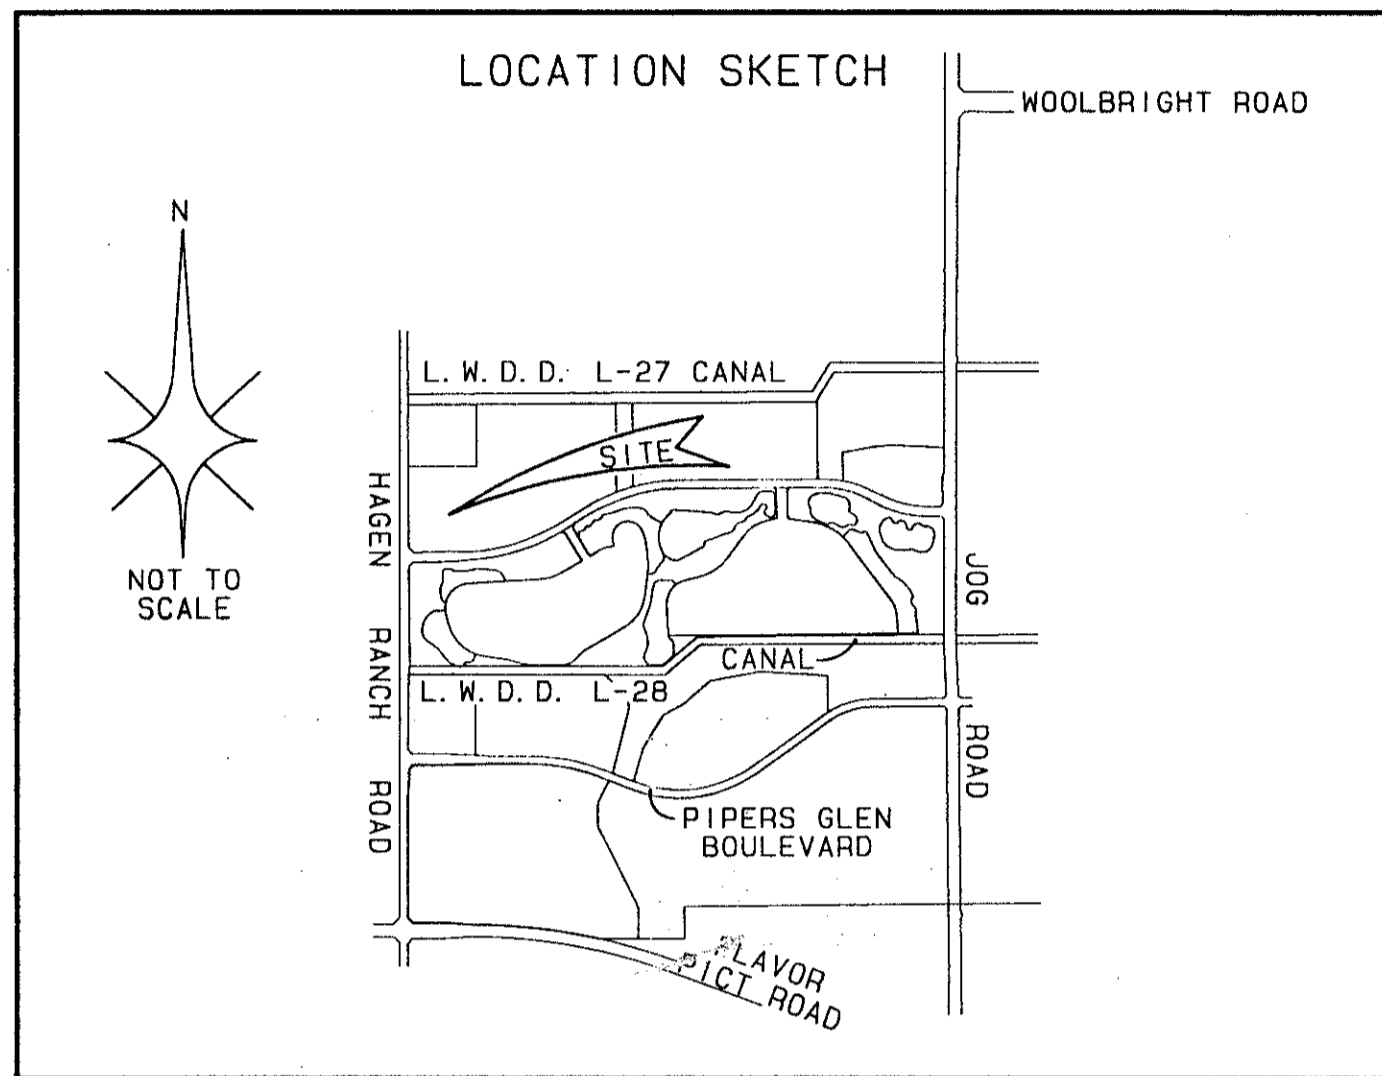 LOCATION SKETCH
WOOLBRIGHT ROAD
N
NOT TO
SCALE
L. W. D. D. L-27 CANAL
SITE
HAGEN RANCH ROAD
JOG ROAD
CANAL
L. W. D. D. L-28
PIPERS GLEN
BOULEVARD
FLAVOR
PICT ROAD